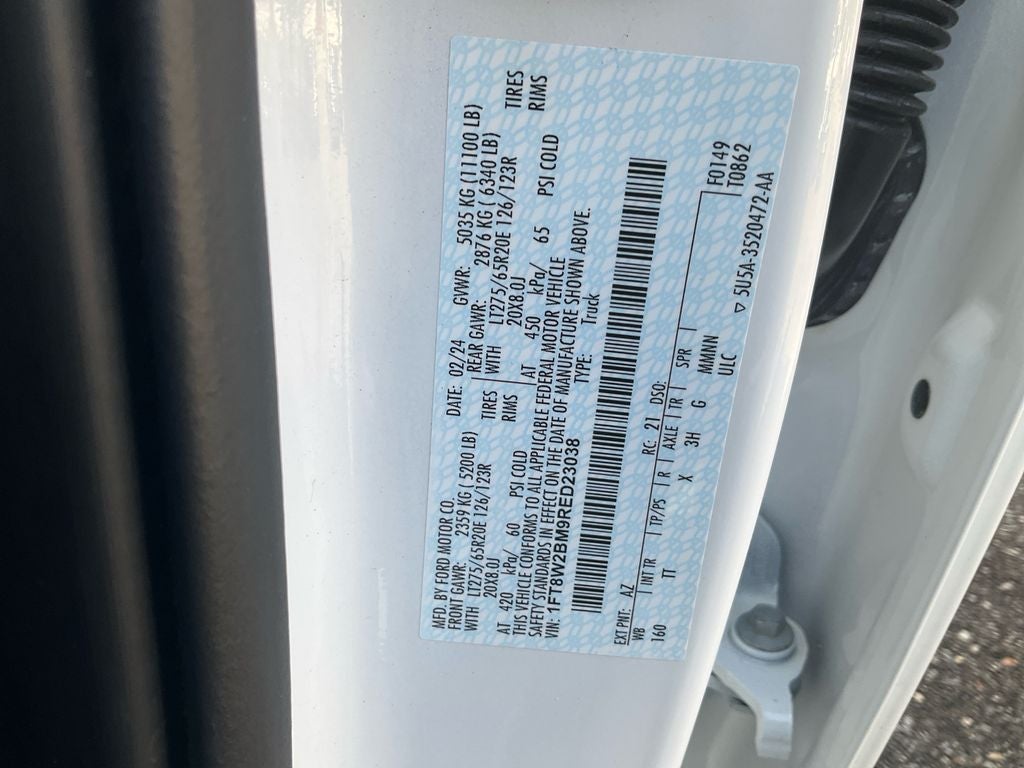 MFD. BY FORD MOTOR CO.
DATE: 02/24 GVWR: 5035 KG (11100 LB)
FRONT GAWR: 2359 KG ( 5200 LB) REAR GAWR: 2876 KG ( 6340 LB)
WITH LT275/65R20E 126/123R TIRES WITH LT275/65R20E 126/123R TIRES
20X8.0J RIMS 20X8.0J RIMS
AT 420 kPa/ 60 PSI COLD AT 450 kPa/ 65 PSI COLD
THIS VEHICLE CONFORMS TO ALL APPLICABLE FEDERAL MOTOR VEHICLE
SAFETY STANDARDS IN EFFECT ON THE DATE OF MANUFACTURE SHOWN ABOVE.
VIN: 1FT8W2BM9RED23038 TYPE: Truck
EXT PNT: AZ RC: 21 DSO: F0149
WB INT TR TP/PS R AXLE TR SPR T0862
160 TT X 3H G MMNN
ULC ▽ 5U5A-3520472-AA